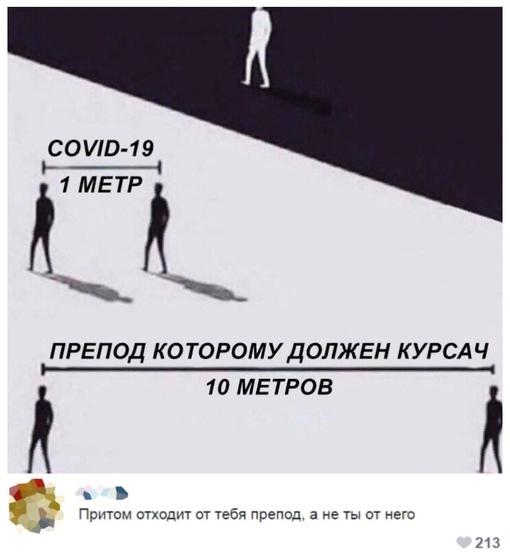 COVID-19
1 МЕТР
ПРЕПОД КОТОРОМУ ДОЛЖЕН КУРСАЧ
10 МЕТРОВ
Притом отходит от тебя препод, а не ты от него
213